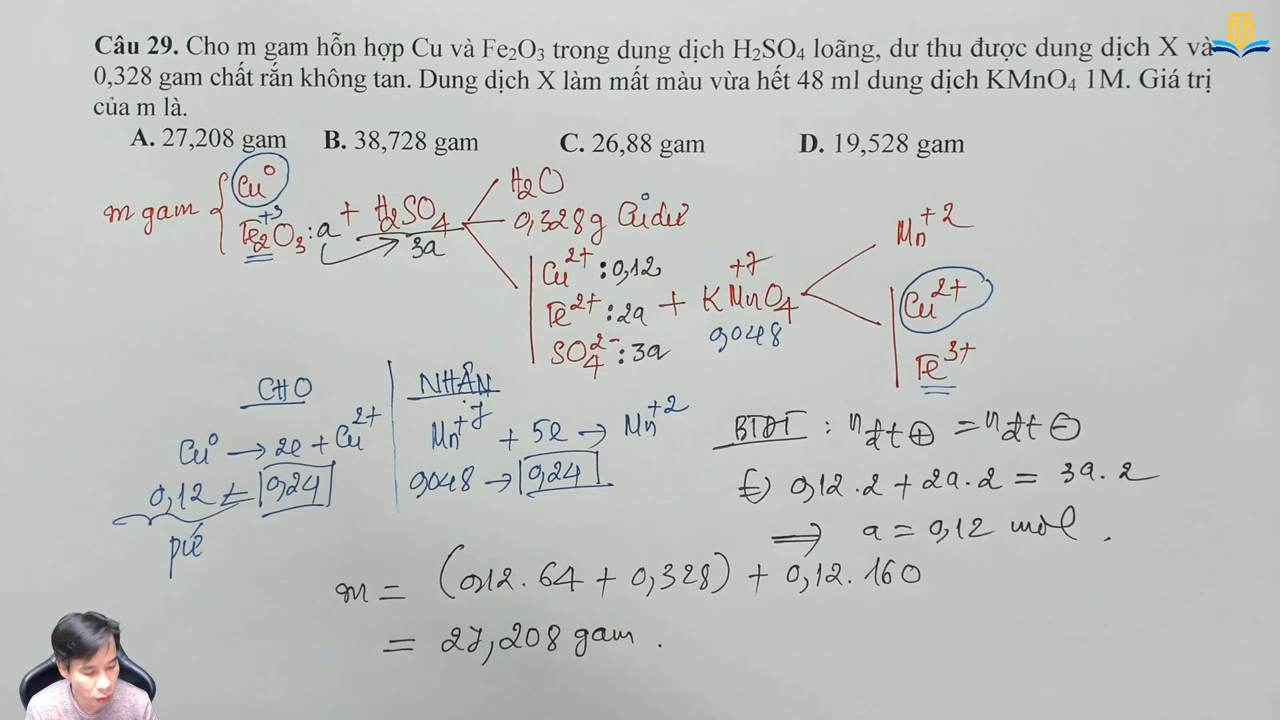 Câu 29. Cho m gam hỗn hợp Cu và Fe₂O₃ trong dung dịch H₂SO₄ loãng, dư thu được dung dịch X và
0,328 gam chất rắn không tan. Dung dịch X làm mất màu vừa hết 48 ml dung dịch KMnO₄ 1M. Giá trị
của m là.
A. 27,208 gam B. 38,728 gam C. 26,88 gam D. 19,528 gam
m gam { Cu⁰
Fe₂⁺³O₃ : a + H₂SO₄
3a
H₂O
0,328g Cu⁰ dư
Cu²⁺ : 0,12
Fe²⁺ : 2a
SO₄²⁻ : 3a
+ KMn⁺⁷O₄
0,048
Mn⁺²
Cu²⁺
Fe³⁺
CHO
Cu⁰ → 2e + Cu²⁺
0,12 ← 0,24
pứ
NHẬN
Mn⁺⁷ + 5e → Mn⁺²
0,048 → 0,24
BTĐT : nđt⊕ = nđt⊖
⇔ 0,12 . 2 + 2a . 2 = 3a . 2
⟹ a = 0,12 mol .
m = (0,12 . 64 + 0,328) + 0,12 . 160
= 27,208 gam .